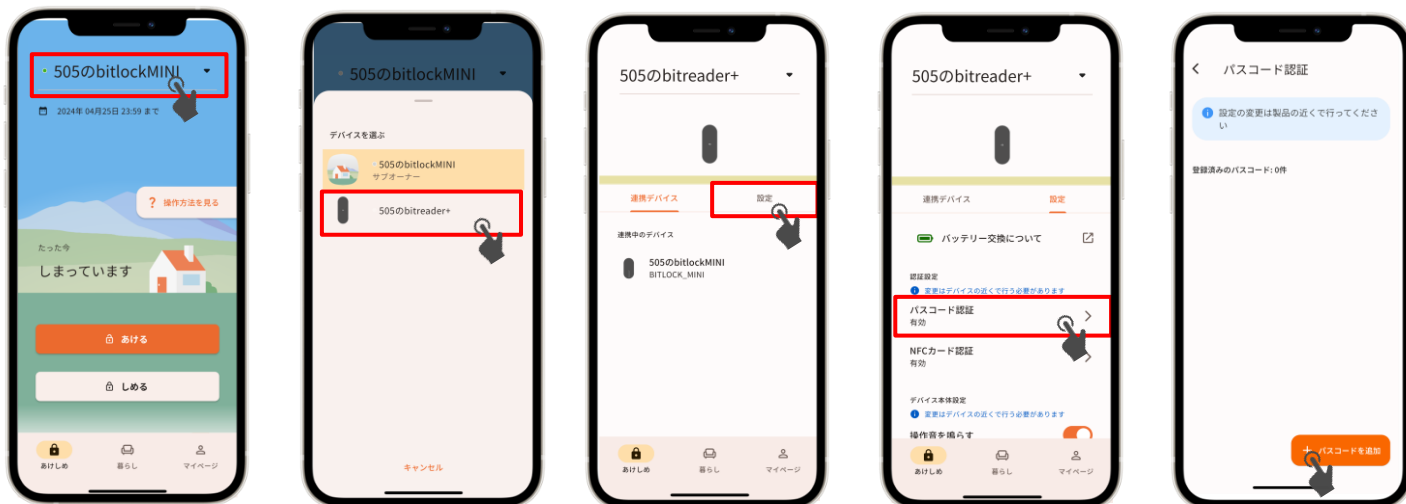 505のbitlockMINI
2024年 04月25日 23:59 まで
? 操作方法を見る
たった今
しまっています
あける
しめる
あけしめ
暮らし
マイページ
505のbitlockMINI
デバイスを選ぶ
505のbitlockMINI
サブオーナー
505のbitreader+
キャンセル
505のbitreader+
連携デバイス
設定
連携中のデバイス
505のbitlockMINI
BITLOCK_MINI
あけしめ
暮らし
マイページ
505のbitreader+
連携デバイス
設定
バッテリー交換について
認証設定
変更はデバイスの近くで行う必要があります
パスコード認証
有効
NFCカード認証
有効
デバイス本体設定
変更はデバイスの近くで行う必要があります
操作音を鳴らす
あけしめ
暮らし
マイページ
パスコード認証
設定の変更は製品の近くで行ってくださ
い
登録済みのパスコード: 0件
+ パスコードを追加